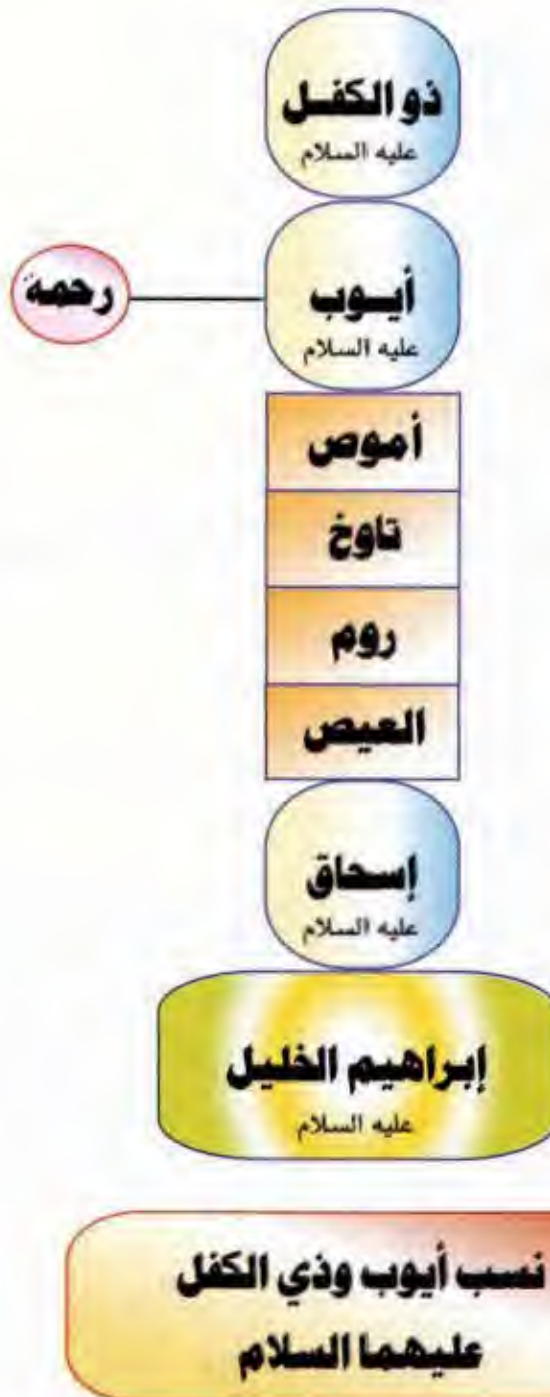 ذو الكفل
عليه السلام
رحمة
أيوب
عليه السلام
أموص
تاوخ
روم
العيص
إسحاق
عليه السلام
إبراهيم الخليل
عليه السلام
نسب أيوب وذي الكفل
عليهما السلام